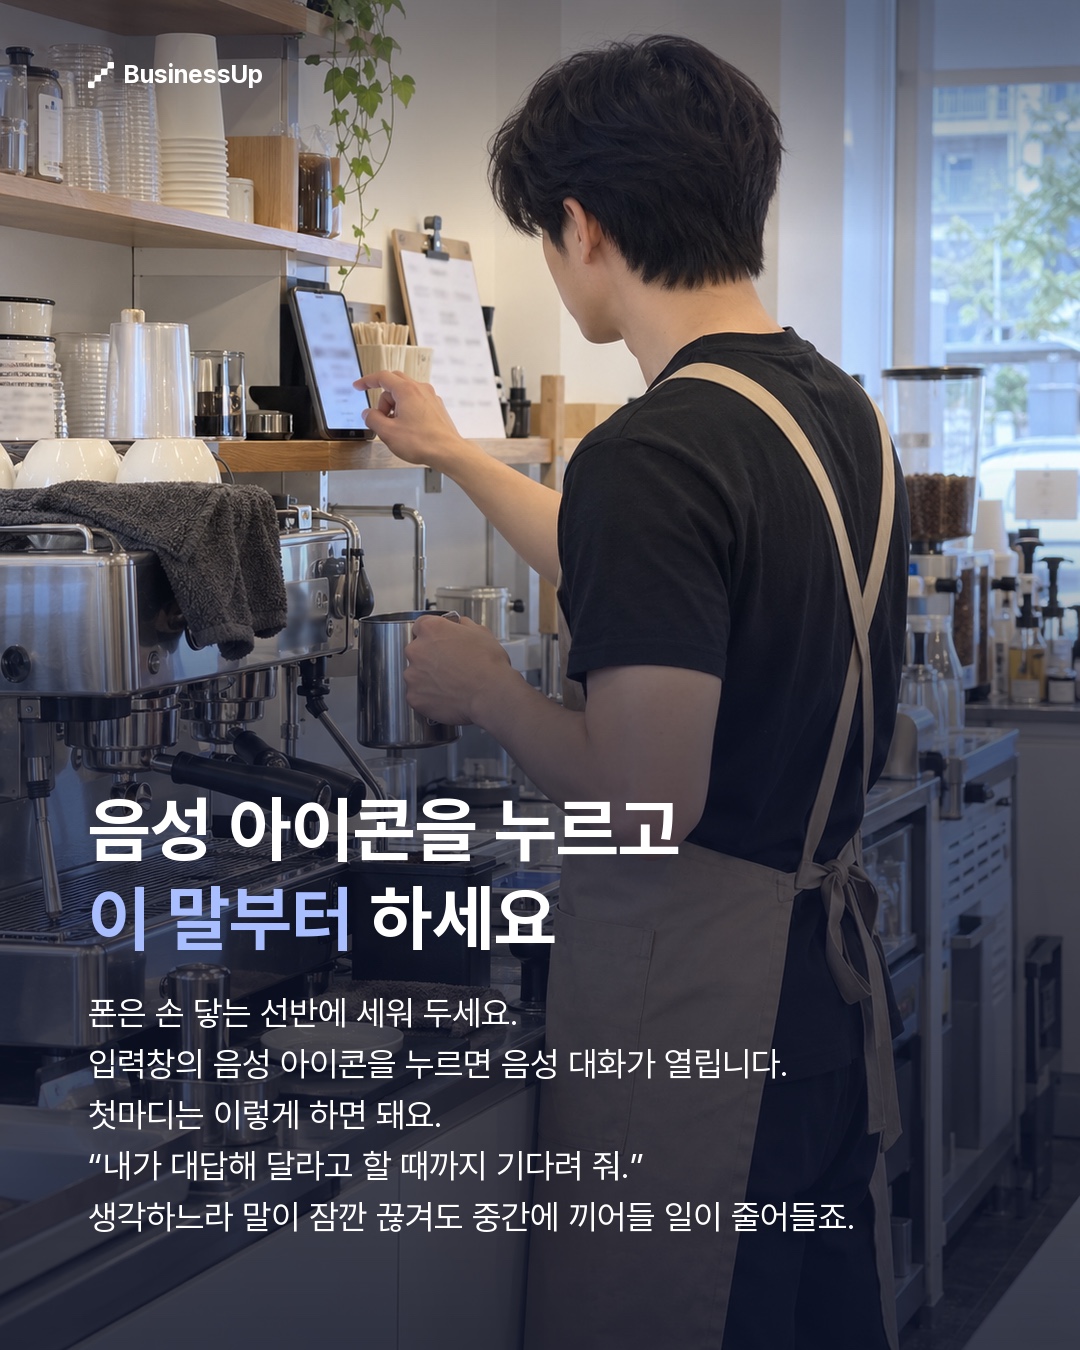 BusinessUp
음성 아이콘을 누르고
이 말부터 하세요
폰은 손 닿는 선반에 세워 두세요.
입력창의 음성 아이콘을 누르면 음성 대화가 열립니다.
첫마디는 이렇게 하면 돼요.
“내가 대답해 달라고 할 때까지 기다려 줘.”
생각하느라 말이 잠깐 끊겨도 중간에 끼어들 일이 줄어들죠.